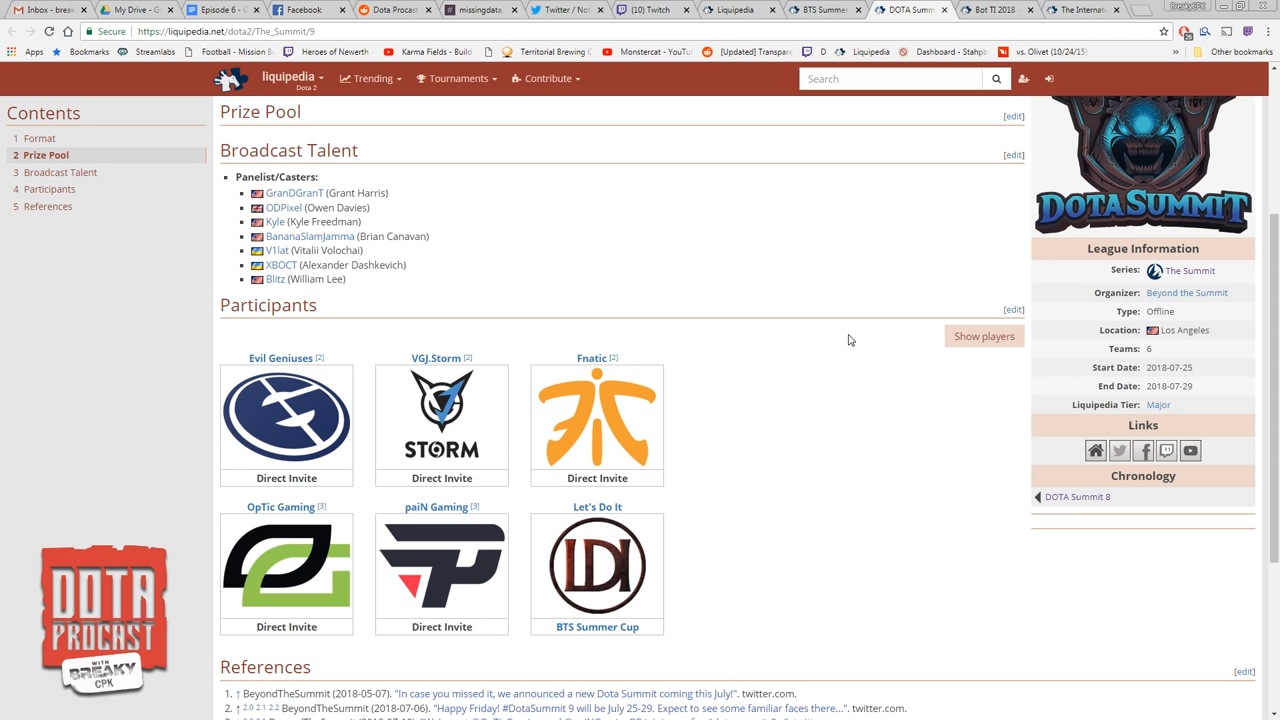 Inbox - break
My Drive - G
Episode 6 -
Facebook
Dota Procast
missingdata
Twitter / Not
(10) Twitch
Liquipedia
BTS Summer
DOTA Summ
Bot TI 2018 -
The Internati
BreakyCPK
Secure
https://liquipedia.net/dota2/The_Summit/9
Apps
Bookmarks
Streamlabs
Football - Mission
Heroes of Newerth
Karma Fields - Build
Territorial Brewing C
Monstercat - YouTu
[Updated] Transpare
D
Liquipedia
Dashboard - Stahpb
vs. Olivet (10/24/15)
»
Other bookmarks
liquipedia
Dota 2
Trending
Tournaments
Contribute
Search
Contents
1 Format
2 Prize Pool
3 Broadcast Talent
4 Participants
5 References
Prize Pool
[edit]
Broadcast Talent
[edit]
Panelist/Casters:
GranDGranT (Grant Harris)
ODPixel (Owen Davies)
Kyle (Kyle Freedman)
BananaSlamJamma (Brian Canavan)
V1lat (Vitalii Volochai)
XBOCT (Alexander Dashkevich)
Blitz (William Lee)
Participants
[edit]
Show players
Evil Geniuses [2]
VGJ.Storm [2]
Fnatic [2]
EG
STORM
Direct Invite
Direct Invite
Direct Invite
OpTic Gaming [3]
paiN Gaming [3]
Let's Do It
LDI
Direct Invite
Direct Invite
BTS Summer Cup
References
[edit]
1. ↑ BeyondTheSummit (2018-05-07). "In case you missed it, we announced a new Dota Summit coming this July!". twitter.com.
2. ↑ 2.0 2.1 2.2 BeyondTheSummit (2018-07-06). "Happy Friday! #DotaSummit 9 will be July 25-29. Expect to see some familiar faces there...". twitter.com.
DOTA SUMMIT
League Information
Series: The Summit
Organizer: Beyond the Summit
Type: Offline
Location: Los Angeles
Teams: 6
Start Date: 2018-07-25
End Date: 2018-07-29
Liquipedia Tier: Major
Links
Chronology
DOTA Summit 8
DOTA
PROCAST
WITH
BREAKY
CPK